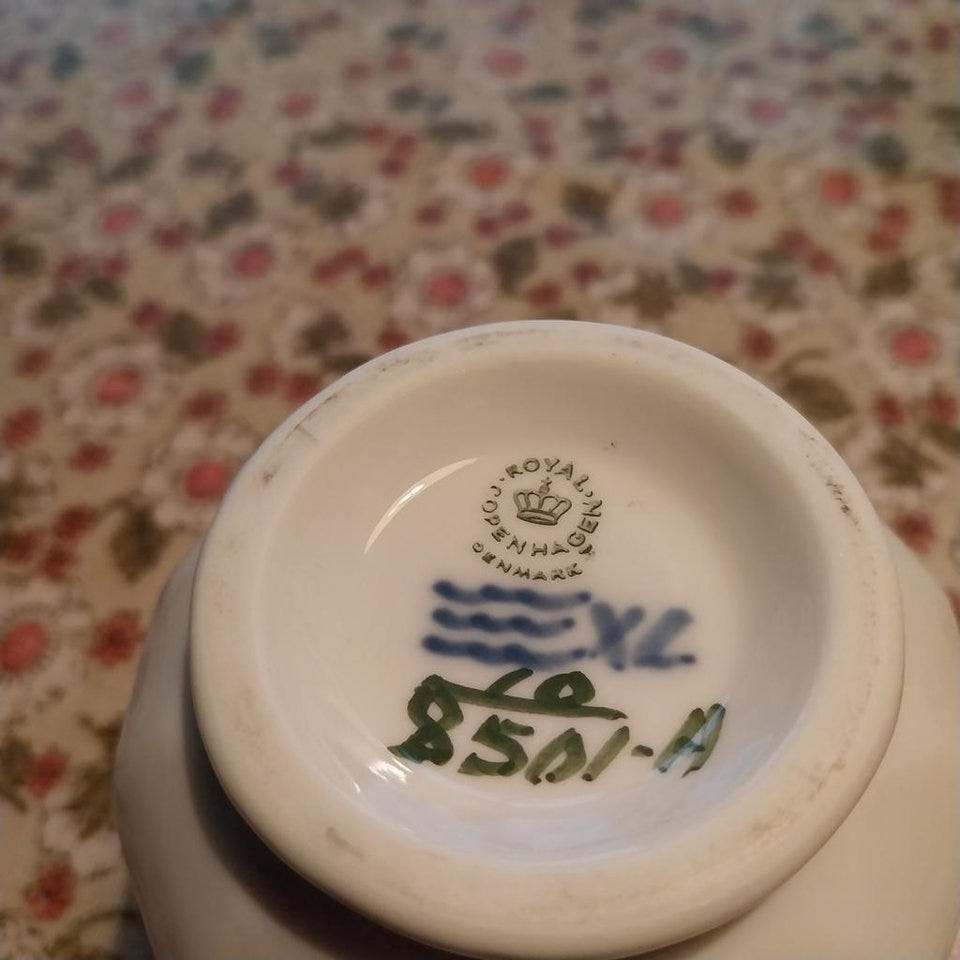 ROYAL
COPENHAGEN
DENMARK
XL
8501-A